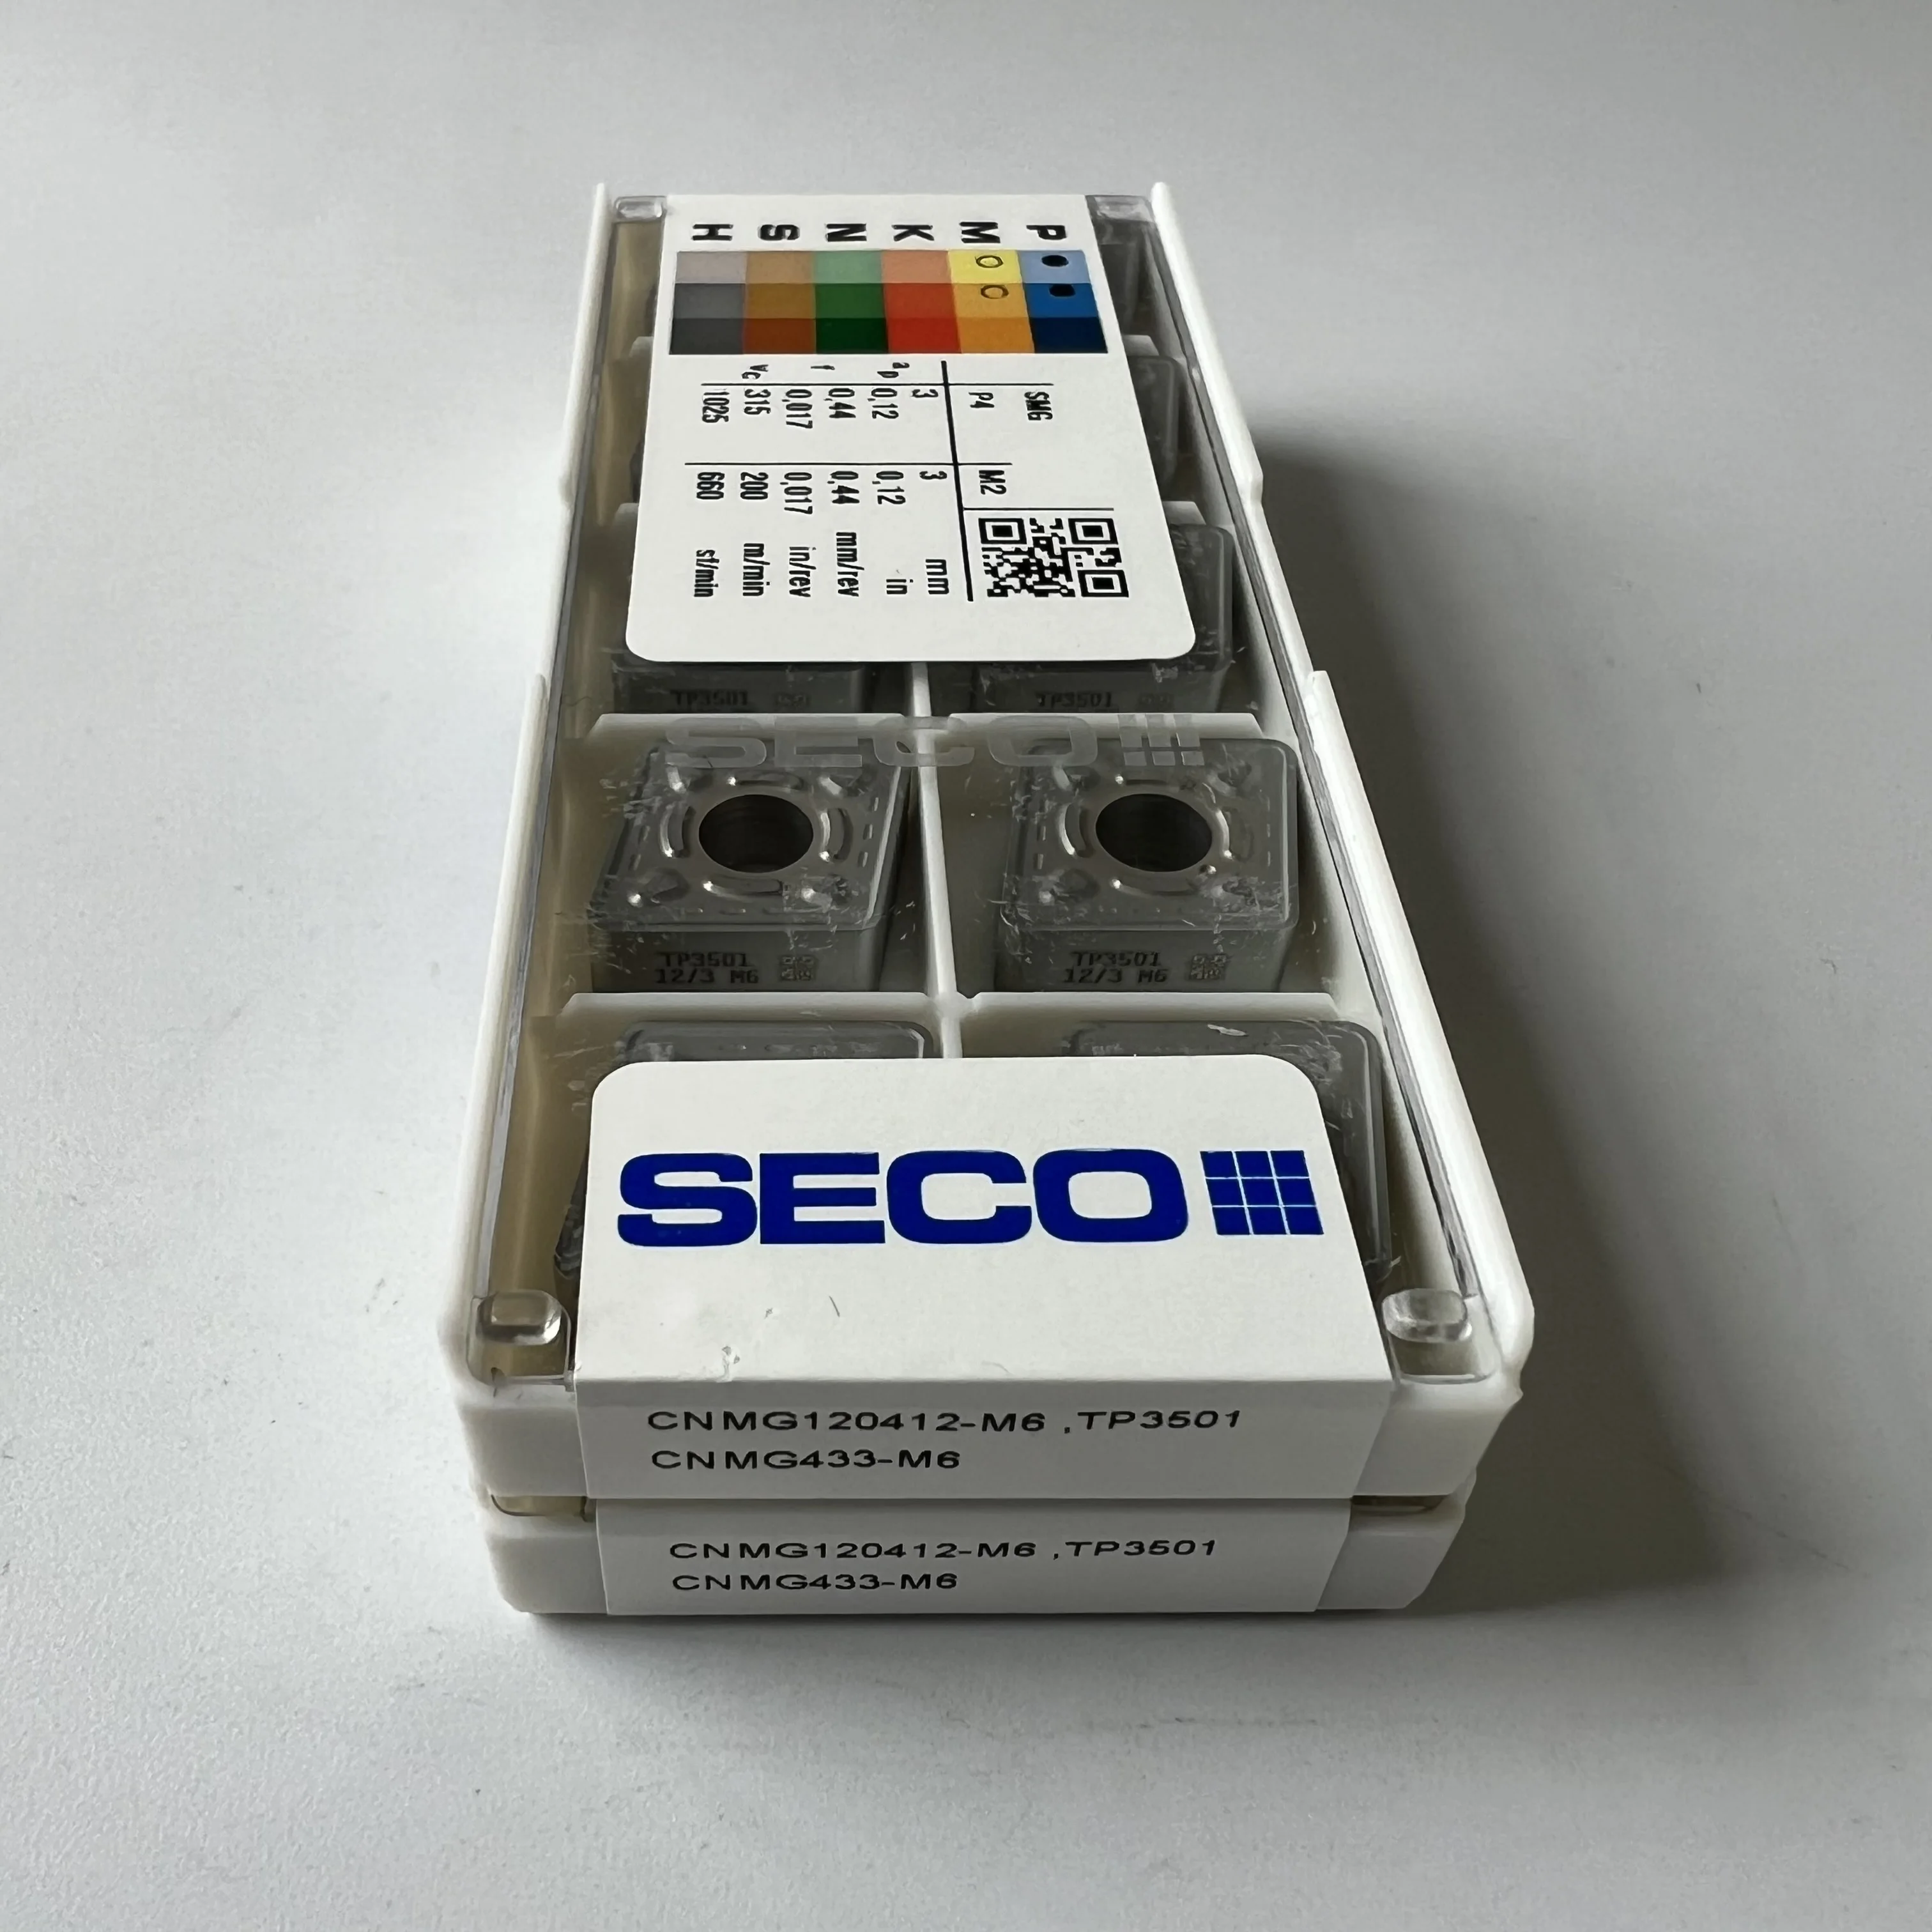 P
M
K
N
S
H
SMG
P4
M2
ap
3
3
mm
0,12
0,12
in
f
0,44
0,44
mm/rev
0,017
0,017
in/rev
vc
315
200
m/min
1025
660
sf/min
TP3501
TP3501
SECO
TP3501
12/3 M6
TP3501
12/3 M6
SECO
CNMG120412-M6 ,TP3501
CNMG433-M6
CNMG120412-M6 ,TP3501
CNMG433-M6